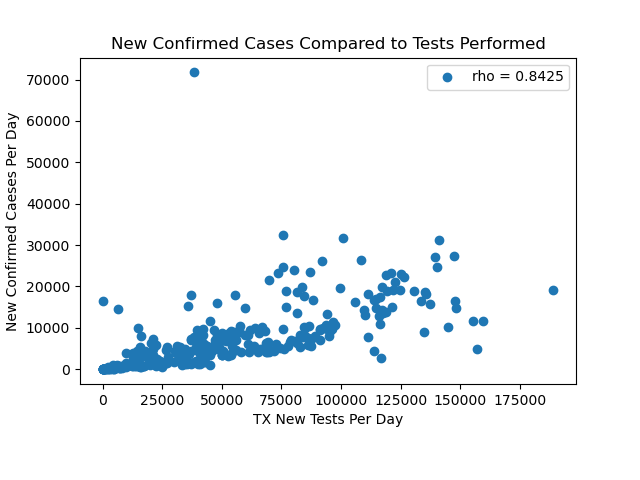 New Confirmed Cases Compared to Tests Performed
rho = 0.8425
New Confirmed Caeses Per Day
70000
60000
50000
40000
30000
20000
10000
0
0 25000 50000 75000 100000 125000 150000 175000
TX New Tests Per Day